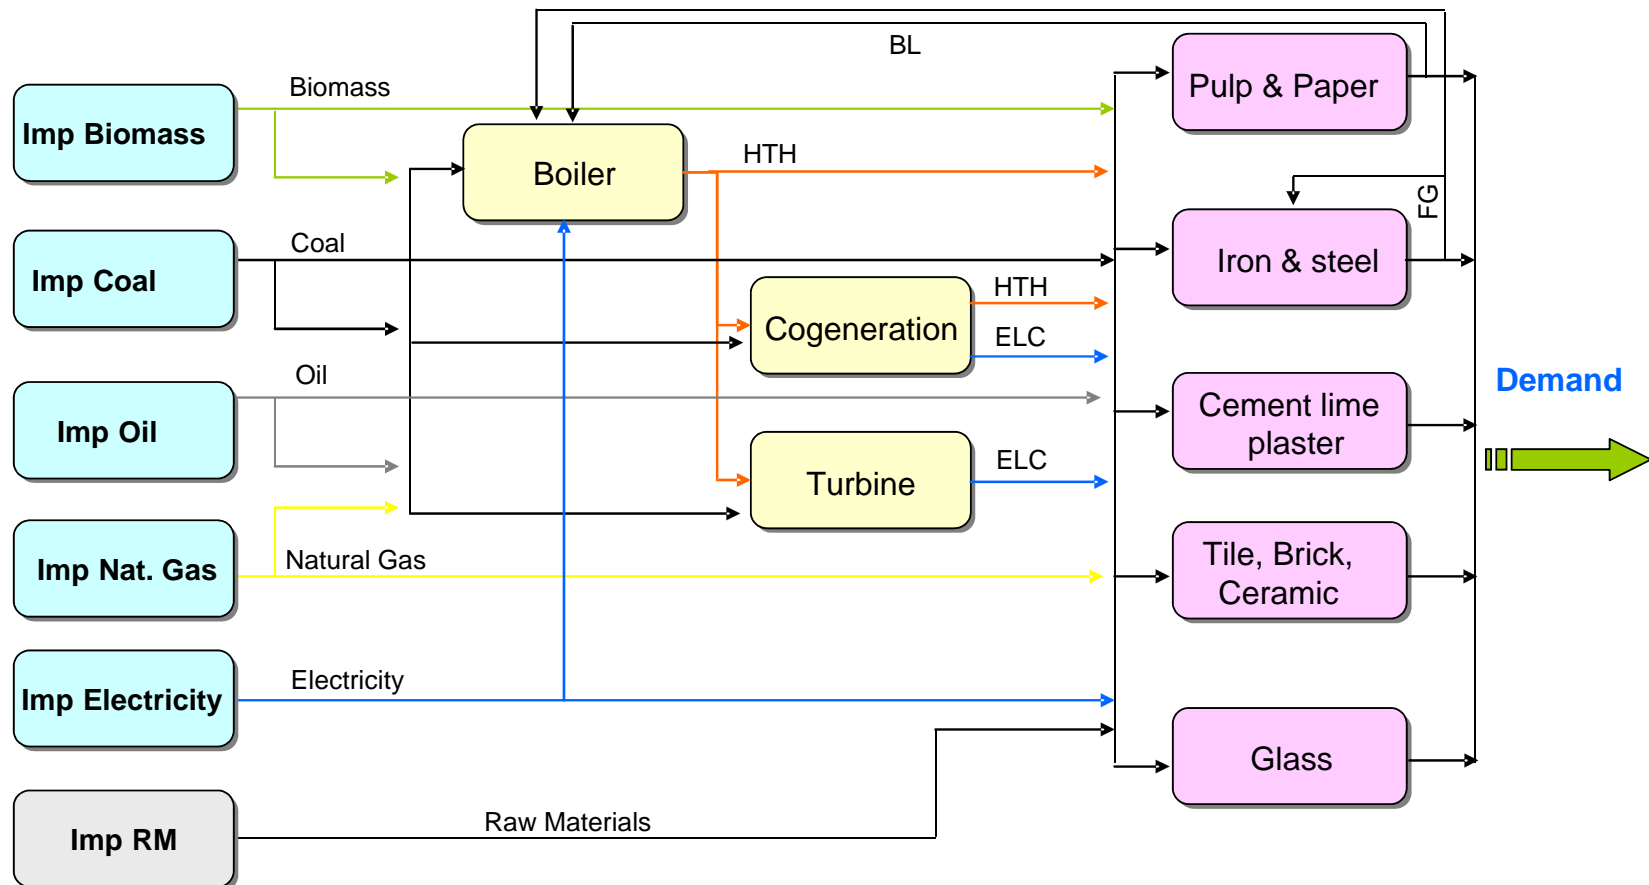 BL
Pulp & Paper
Biomass
Imp Biomass
Boiler
HTH
FG
Coal
Imp Coal
Iron & steel
HTH
Cogeneration
ELC
Oil
Imp Oil
Cement lime
plaster
Demand
ELC
Turbine
Natural Gas
Imp Nat. Gas
Tile, Brick,
Ceramic
Electricity
Imp Electricity
Glass
Raw Materials
Imp RM